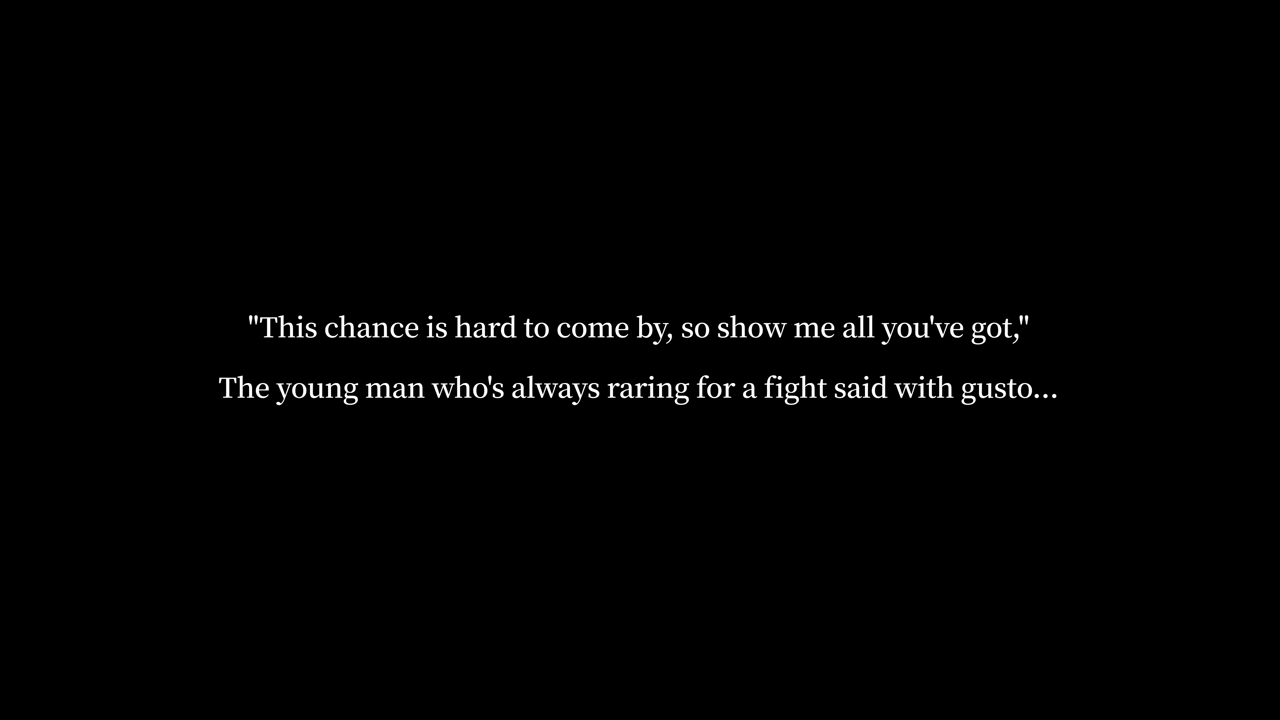 "This chance is hard to come by, so show me all you've got,"
The young man who's always raring for a fight said with gusto...